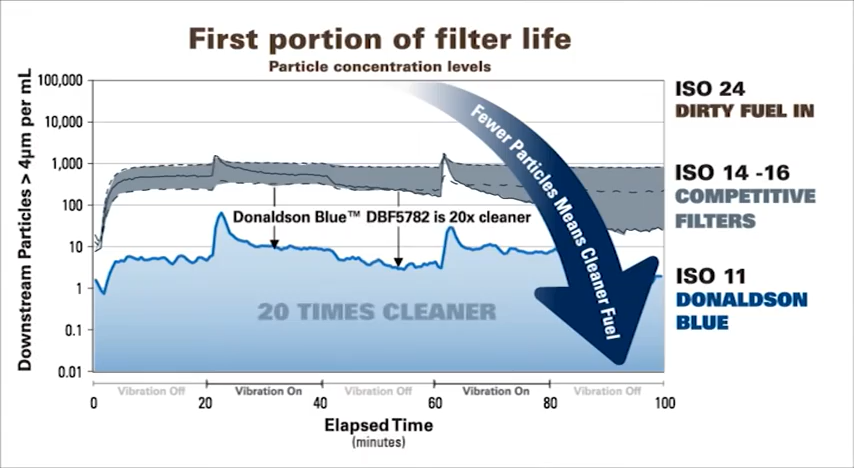 First portion of filter life
Particle concentration levels
Downstream Particles > 4µm per mL
100,000
10,000
1,000
100
10
1
0.1
0.01
ISO 24
DIRTY FUEL IN
ISO 14 -16
COMPETITIVE
FILTERS
ISO 11
DONALDSON
BLUE
Fewer Particles Means Cleaner Fuel
Donaldson Blue™ DBF5782 is 20x cleaner
20 TIMES CLEANER
Vibration Off
Vibration On
Vibration Off
Vibration On
Vibration Off
0
20
40
60
80
100
Elapsed Time
(minutes)